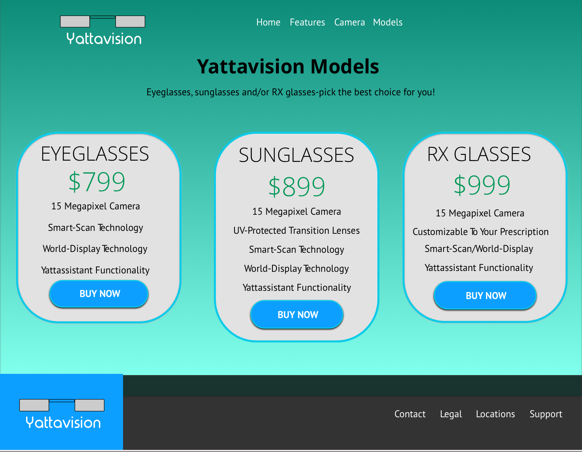 Yattavision
Home Features Camera Models
Yattavision Models
Eyeglasses, sunglasses and/or RX glasses-pick the best choice for you!
EYEGLASSES
$799
15 Megapixel Camera
Smart-Scan Technology
World-Display Technology
Yattassistant Functionality
BUY NOW
SUNGLASSES
$899
15 Megapixel Camera
UV-Protected Transition Lenses
Smart-Scan Technology
World-Display Technology
Yattassistant Functionality
BUY NOW
RX GLASSES
$999
15 Megapixel Camera
Customizable To Your Prescription
Smart-Scan/World-Display
Yattassistant Functionality
BUY NOW
Yattavision
Contact Legal Locations Support